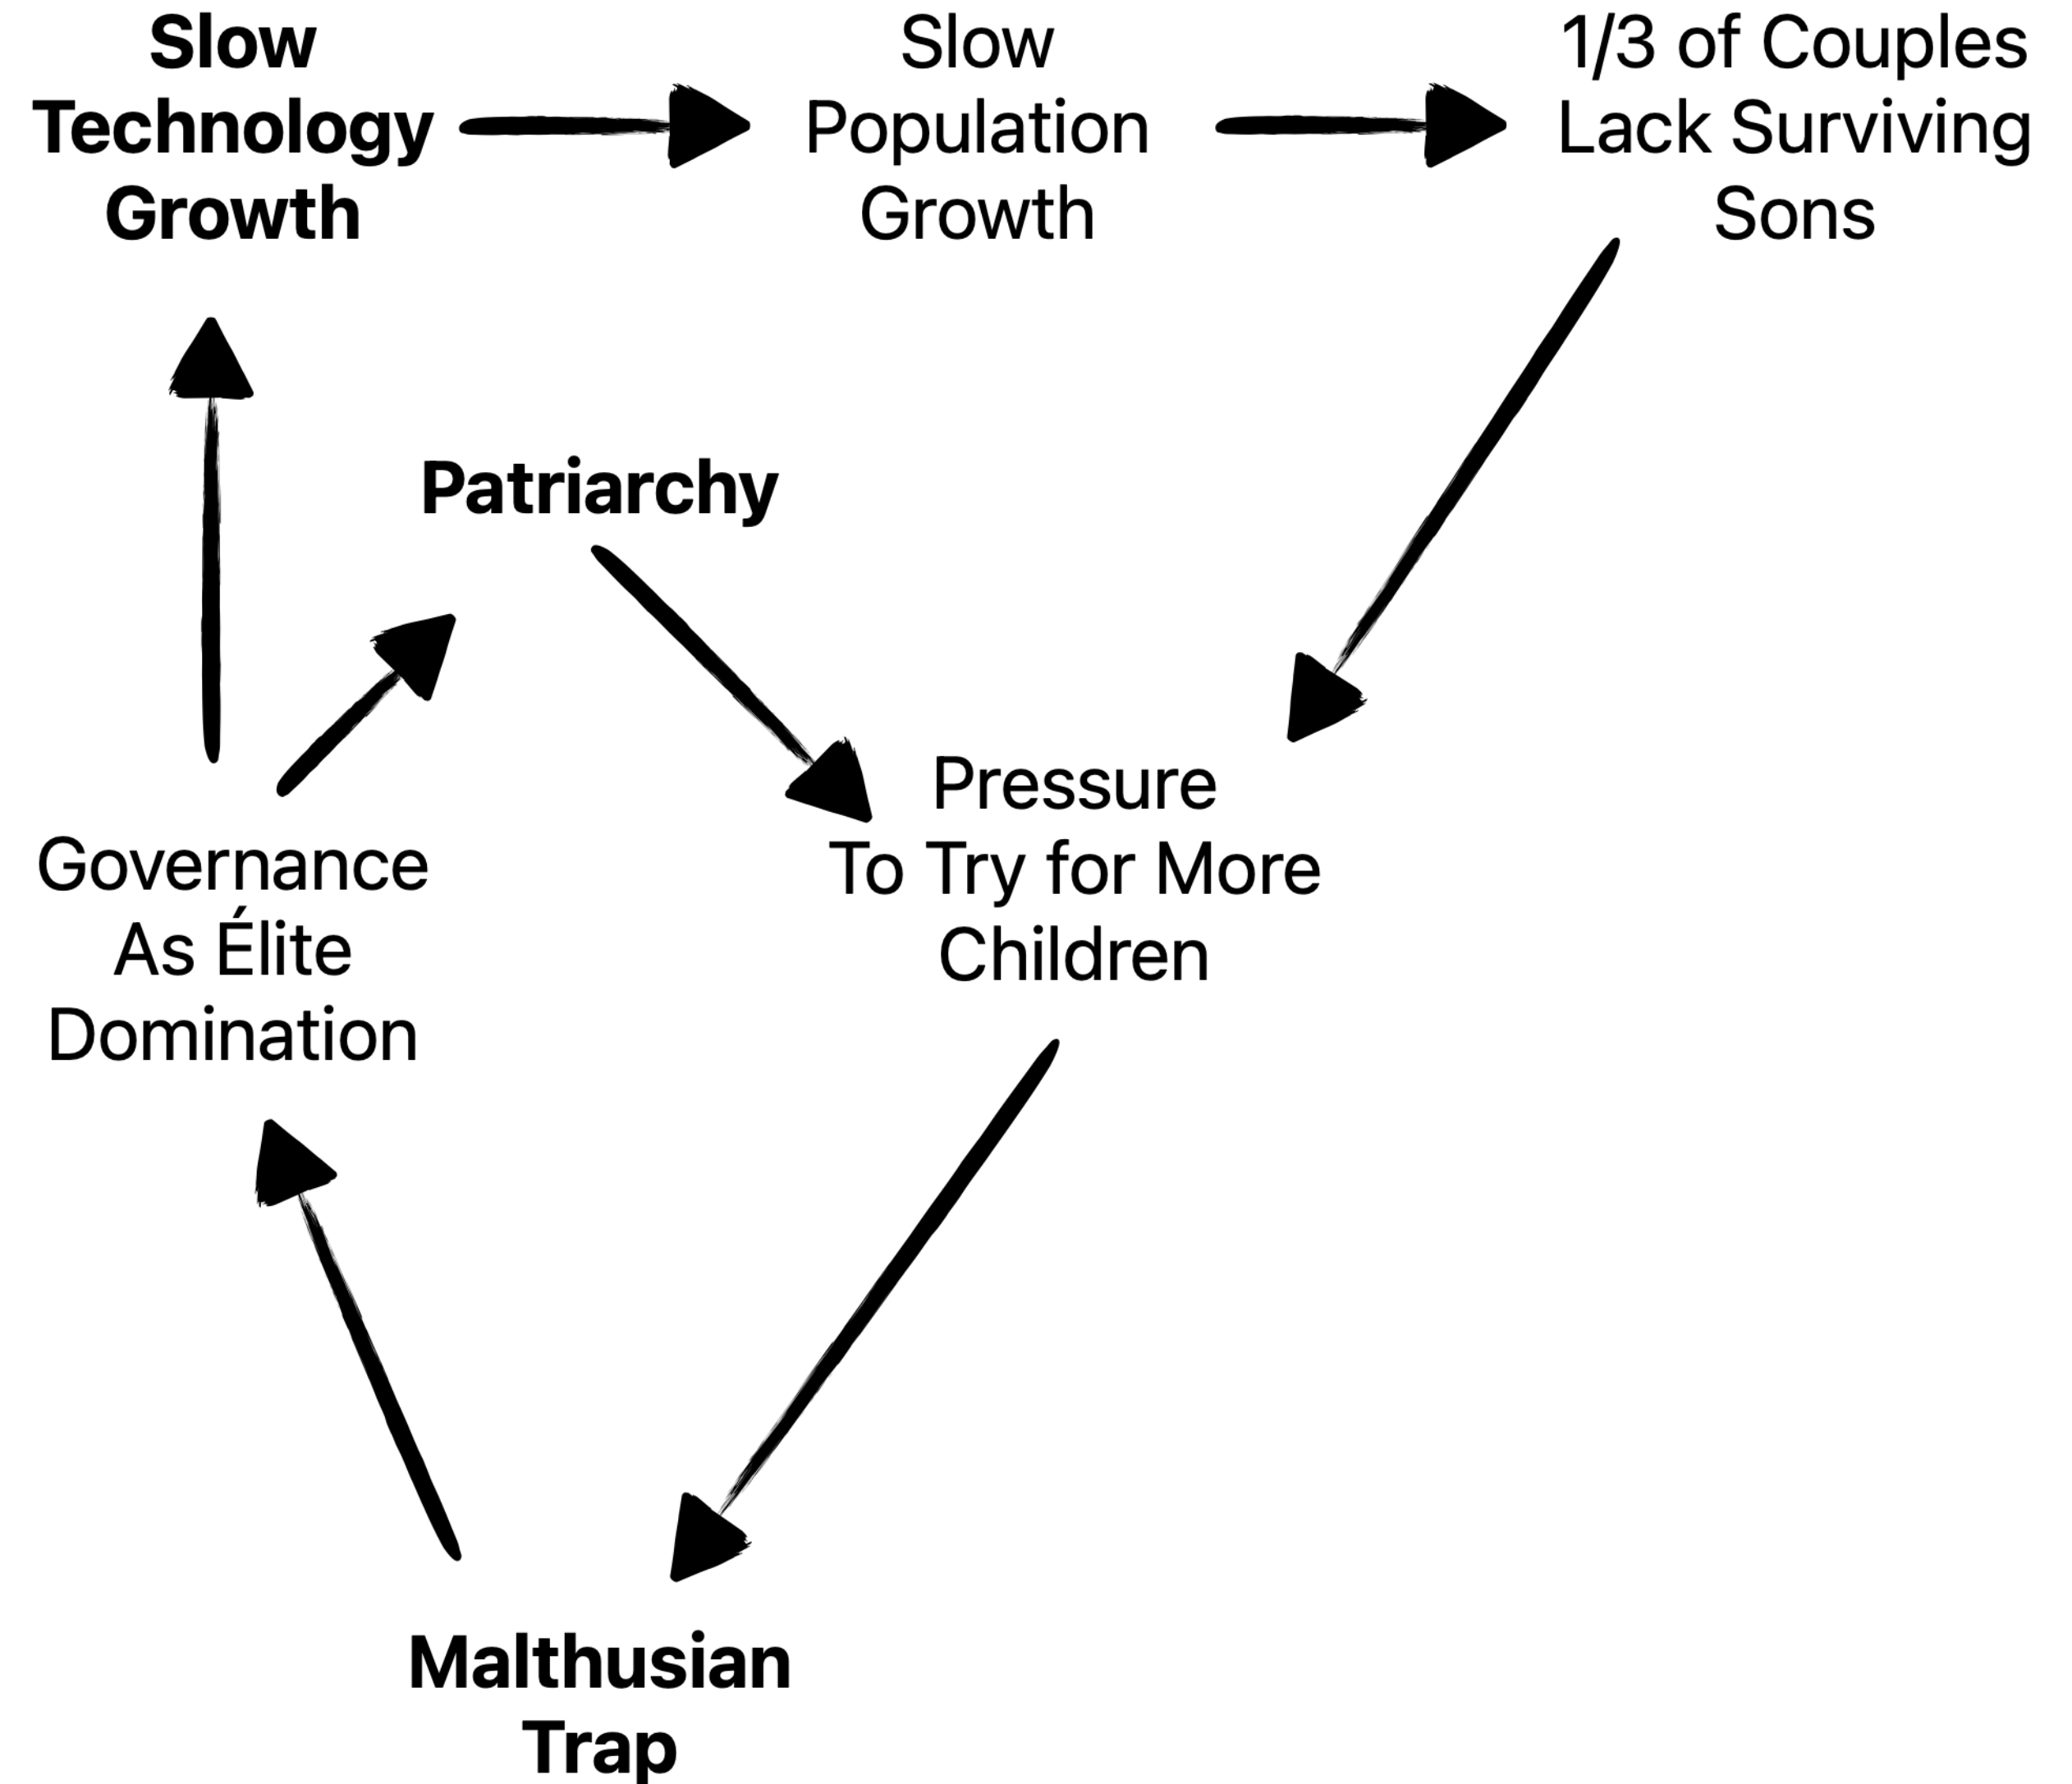 Slow
Technology
Growth
Slow
Population
Growth
1/3 of Couples
Lack Surviving
Sons
Patriarchy
Pressure
To Try for More
Children
Governance
As Élite
Domination
Malthusian
Trap